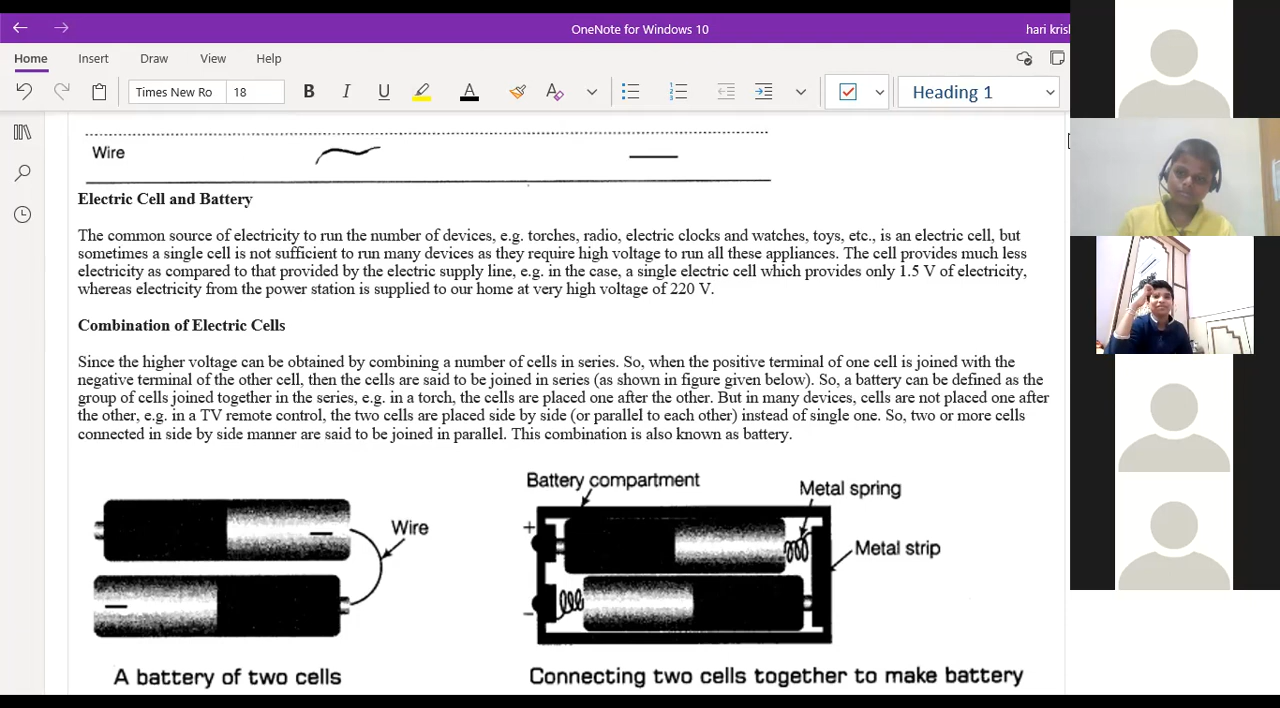 OneNote for Windows 10
hari krish
Home Insert Draw View Help
Times New Ro 18 B I U A A Heading 1
Wire
Electric Cell and Battery
The common source of electricity to run the number of devices, e.g. torches, radio, electric clocks and watches, toys, etc., is an electric cell, but
sometimes a single cell is not sufficient to run many devices as they require high voltage to run all these appliances. The cell provides much less
electricity as compared to that provided by the electric supply line, e.g. in the case, a single electric cell which provides only 1.5 V of electricity,
whereas electricity from the power station is supplied to our home at very high voltage of 220 V.
Combination of Electric Cells
Since the higher voltage can be obtained by combining a number of cells in series. So, when the positive terminal of one cell is joined with the
negative terminal of the other cell, then the cells are said to be joined in series (as shown in figure given below). So, a battery can be defined as the
group of cells joined together in the series, e.g. in a torch, the cells are placed one after the other. But in many devices, cells are not placed one after
the other, e.g. in a TV remote control, the two cells are placed side by side (or parallel to each other) instead of single one. So, two or more cells
connected in side by side manner are said to be joined in parallel. This combination is also known as battery.
Battery compartment
Metal spring
Wire
+
Metal strip
−
A battery of two cells
Connecting two cells together to make battery